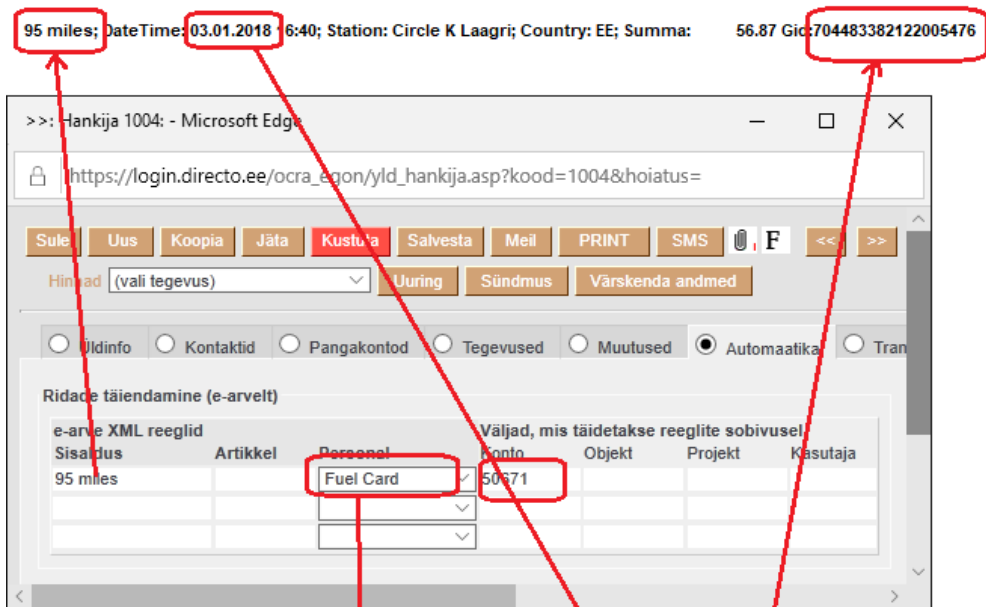 95 miles; DateTime: 03.01.2018 16:40; Station: Circle K Laagri; Country: EE; Summa: 56.87 Gid:704483382122005476
>>: Hankija 1004: - Microsoft Edge
https://login.directo.ee/ocra_egon/yld_hankija.asp?kood=1004&hoiatus=
Sule Uus Koopia Jäta Kustuta Salvesta Meil PRINT SMS F << >>
Hinnad (vali tegevus) Uuring Sündmus Värskenda andmed
Üldinfo Kontaktid Pangakontod Tegevused Muutused Automaatika Tran
Ridade täiendamine (e-arvelt)
e-arve XML reeglid Väljad, mis täidetakse reeglite sobivusel
Sisaldus Artikkel Personal Konto Objekt Projekt Kasutaja
95 miles Fuel Card 50671